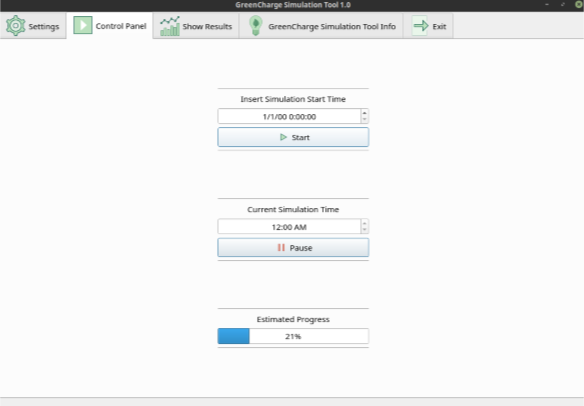 GreenCharge Simulation Tool 1.0
Settings
Control Panel
Show Results
GreenCharge Simulation Tool Info
Exit
Insert Simulation Start Time
1/1/00 0:00:00
Start
Current Simulation Time
12:00 AM
Pause
Estimated Progress
21%